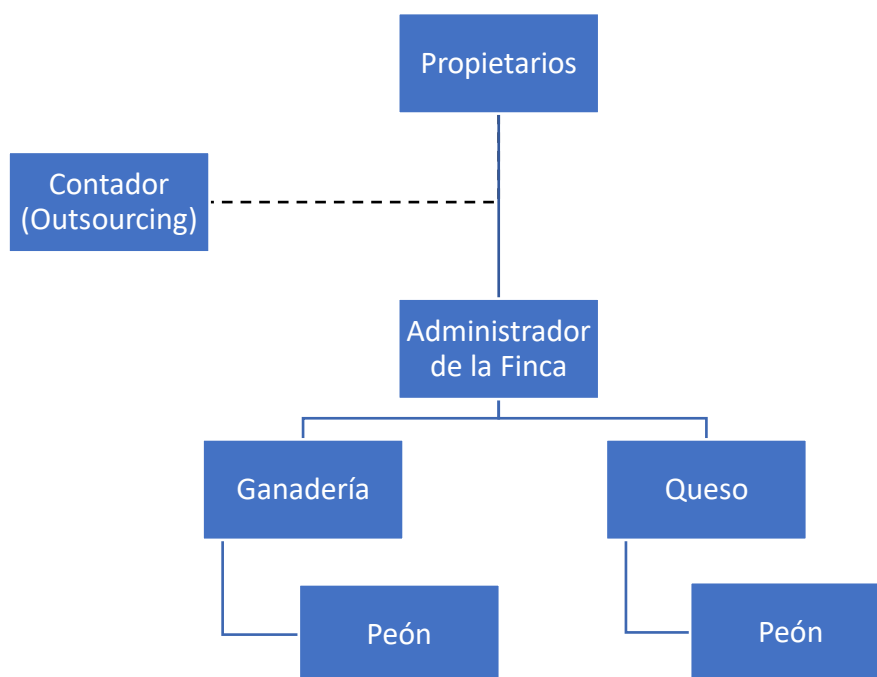 Propietarios
Contador
(Outsourcing)
Administrador
de la Finca
Ganadería
Queso
Peón
Peón